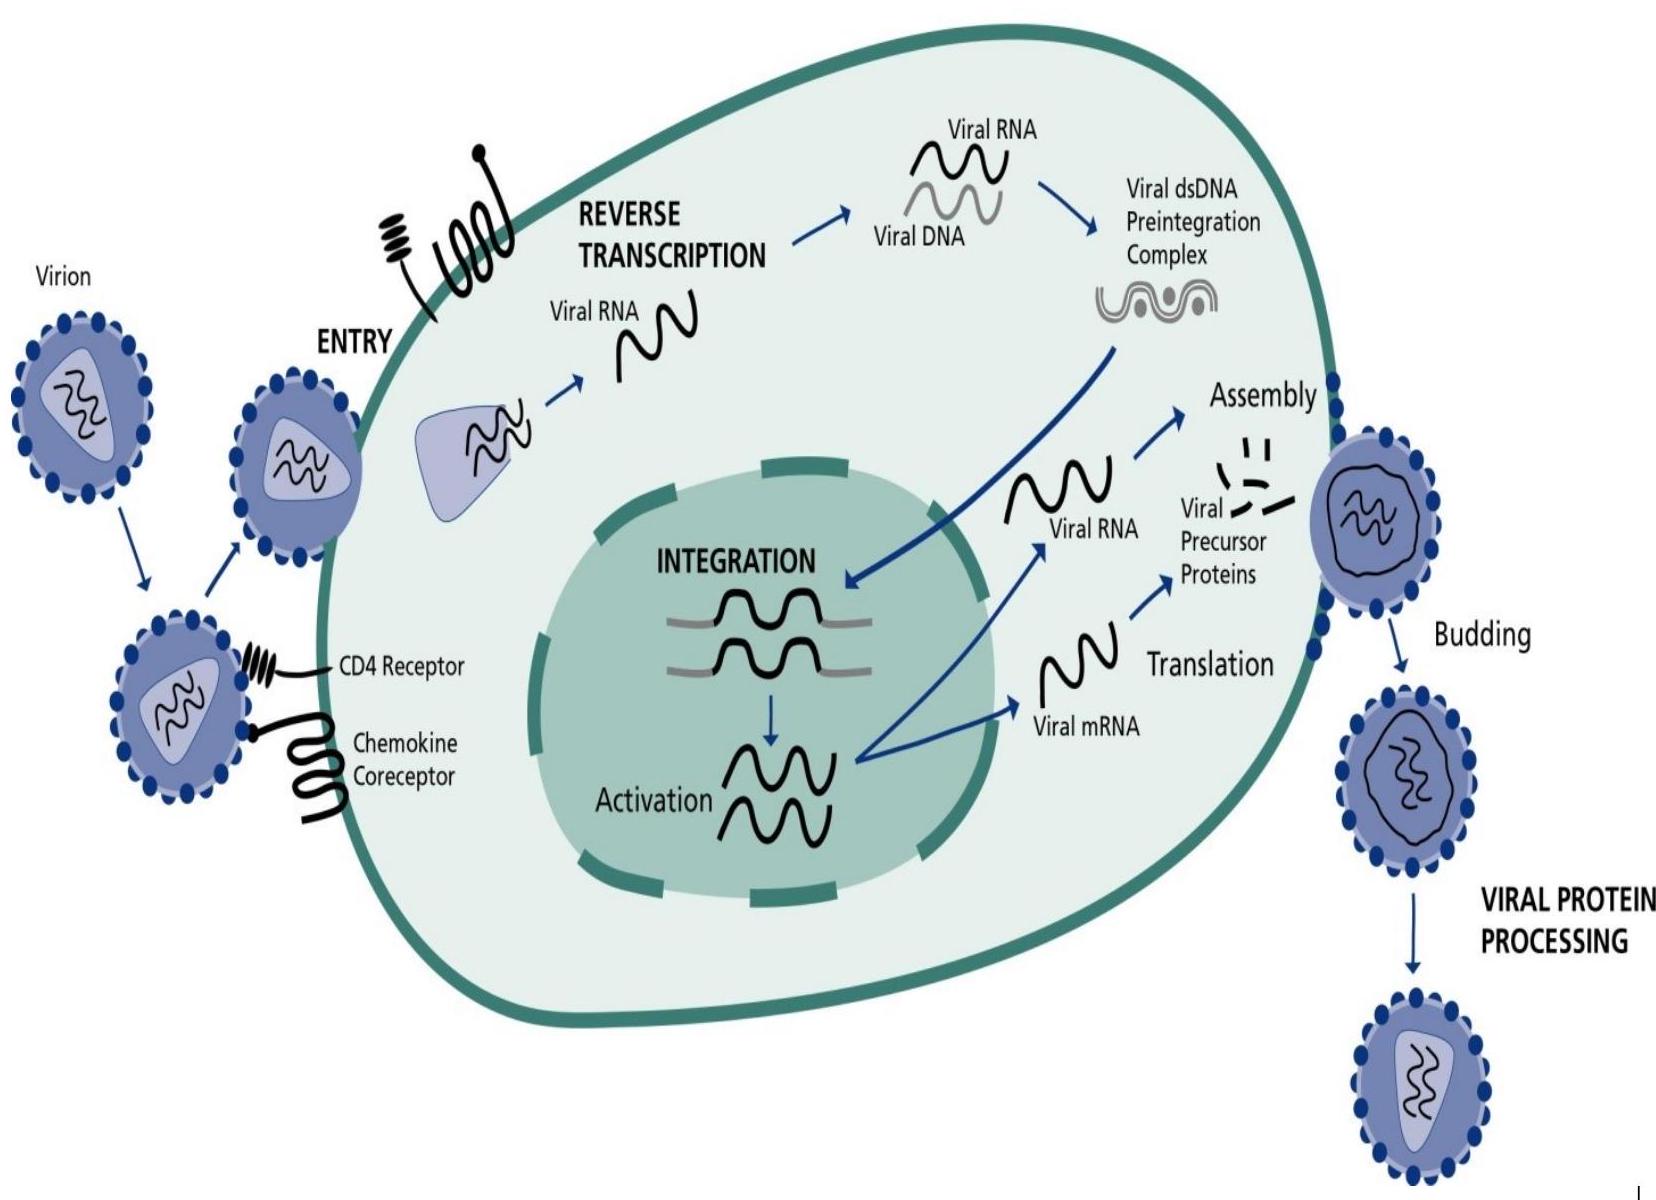 Virion
ENTRY
CD4 Receptor
Chemokine
Coreceptor
REVERSE
TRANSCRIPTION
Viral RNA
Viral RNA
Viral DNA
Viral dsDNA
Preintegration
Complex
INTEGRATION
Activation
Viral RNA
Viral mRNA
Translation
Viral
Precursor
Proteins
Assembly
Budding
VIRAL PROTEIN
PROCESSING